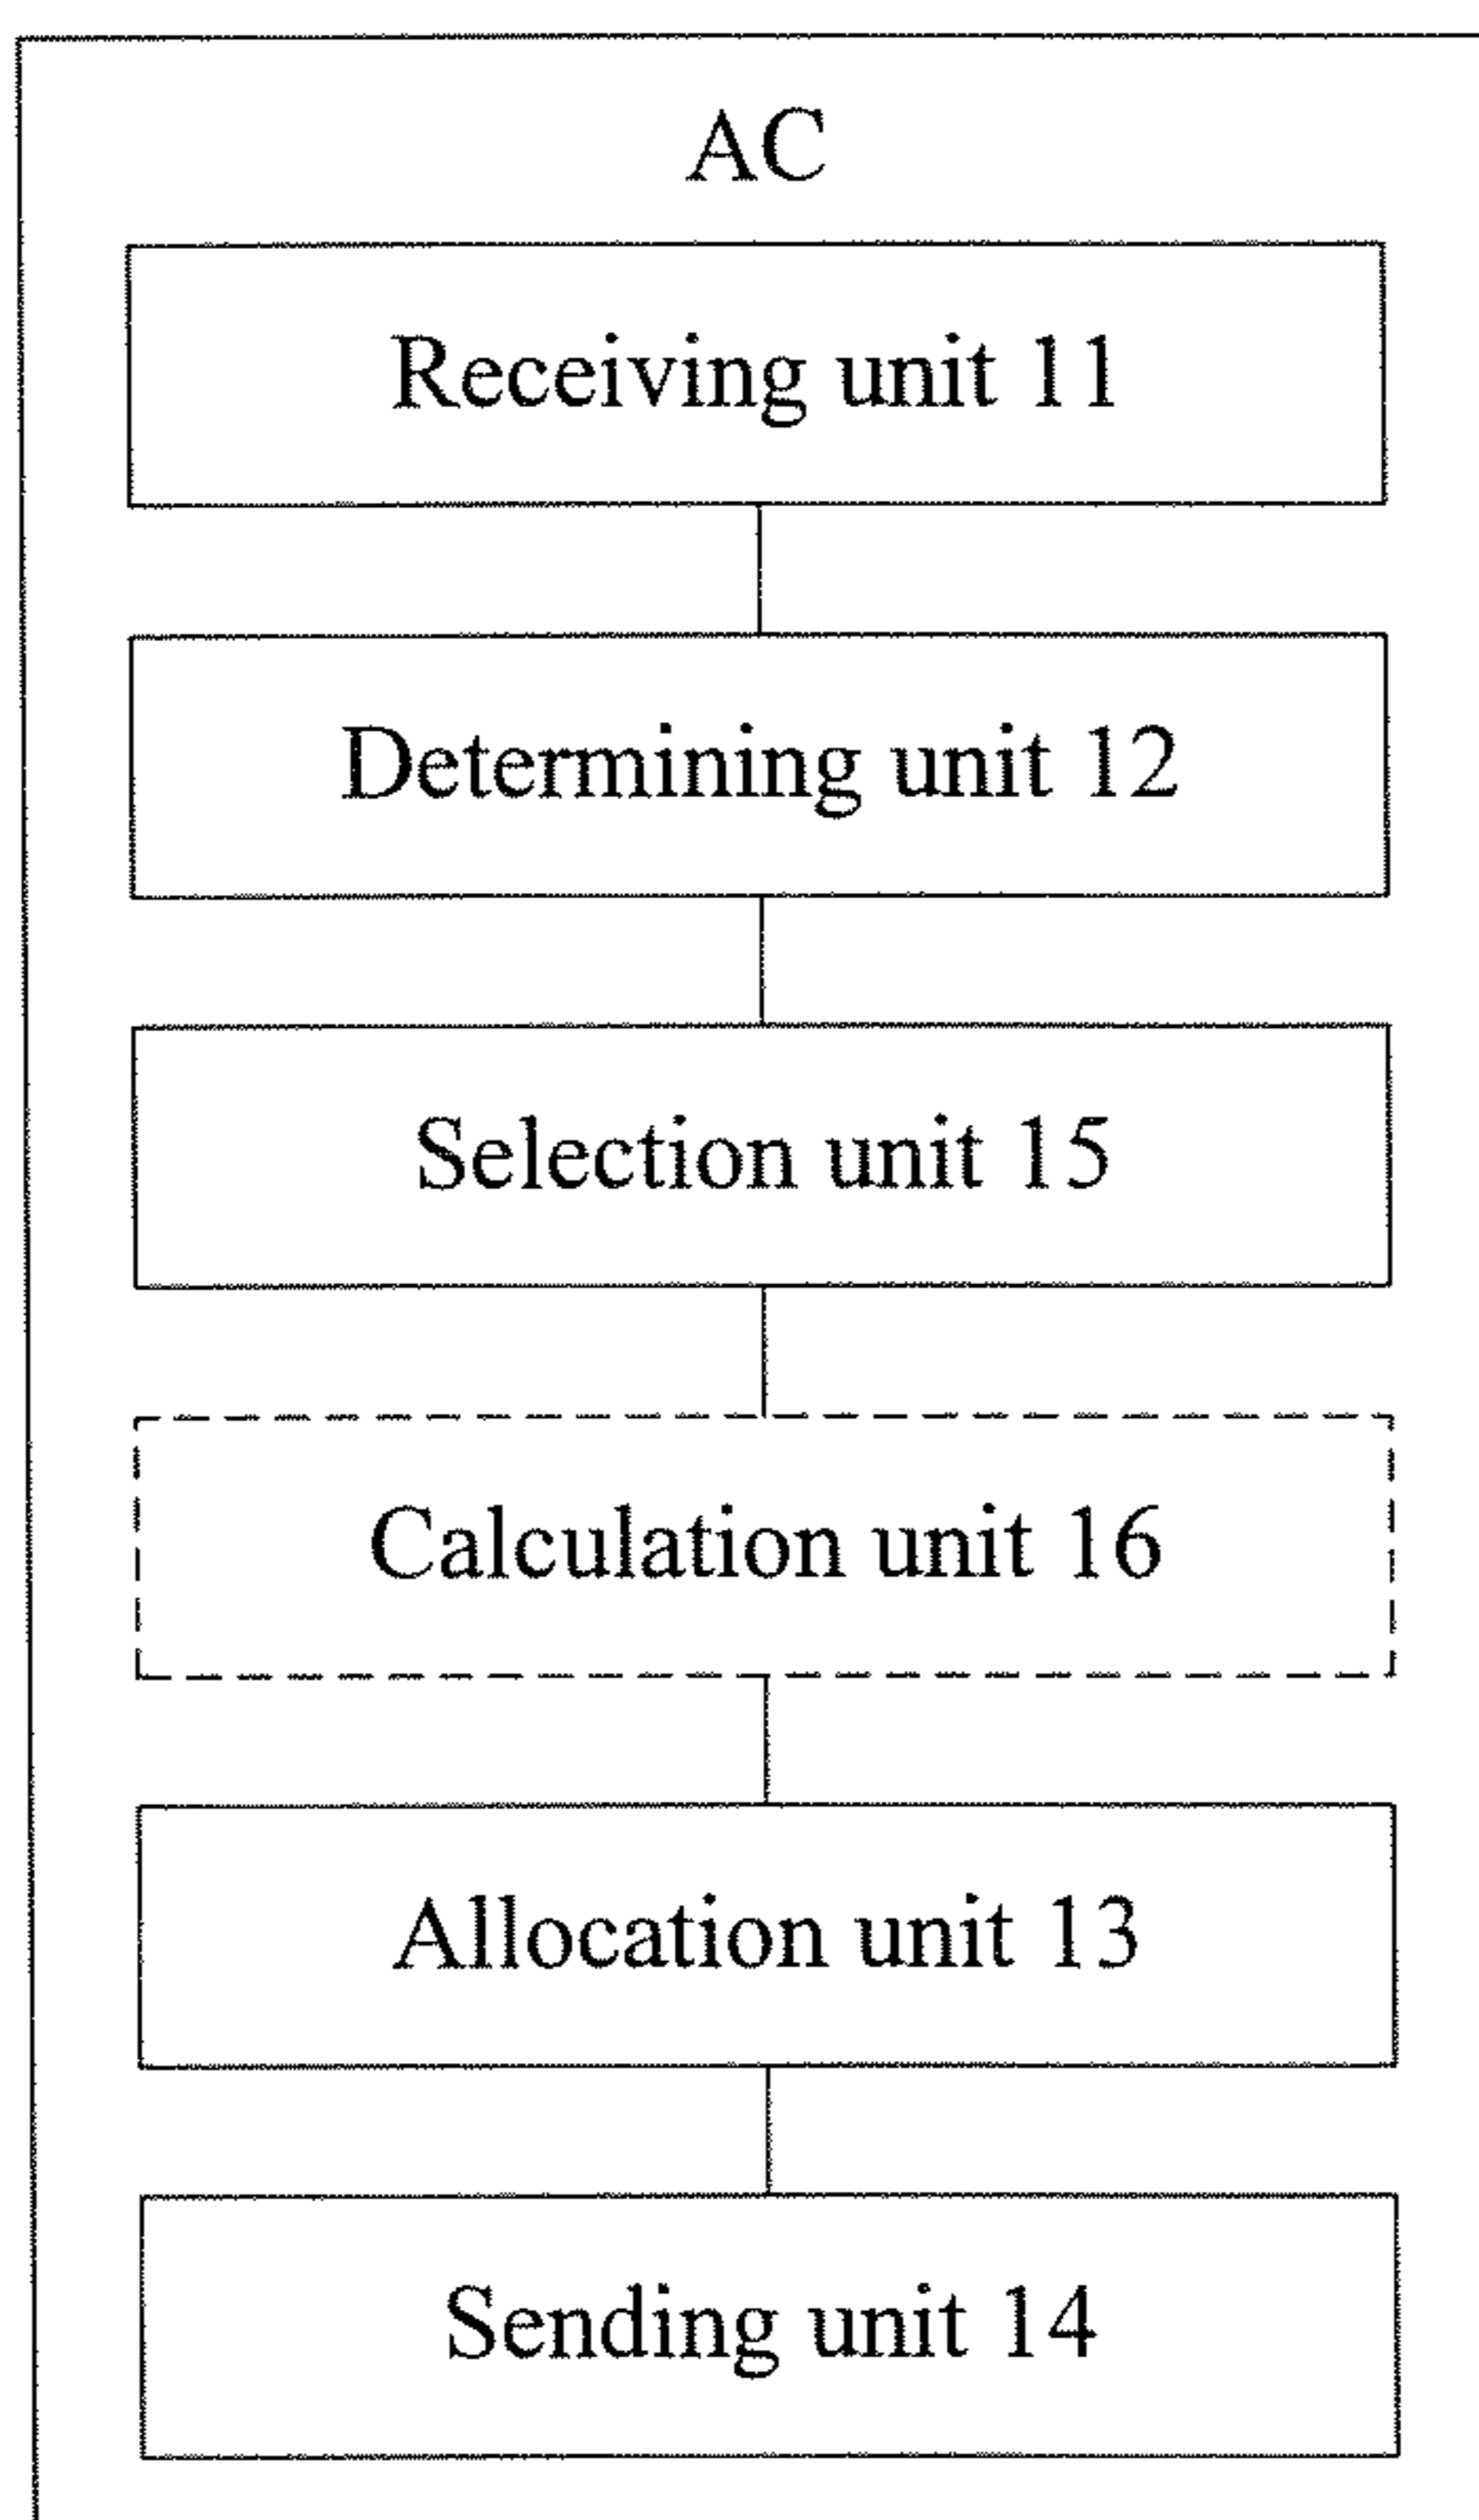 AC
Receiving unit 11
Determining unit 12
Selection unit 15
Calculation unit 16
Allocation unit 13
Sending unit 14